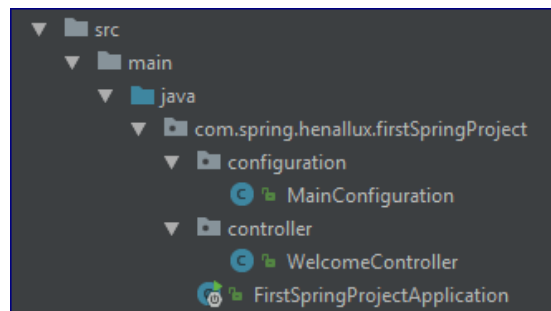 src
main
java
com.spring.henallux.firstSpringProject
configuration
MainConfiguration
controller
WelcomeController
FirstSpringProjectApplication